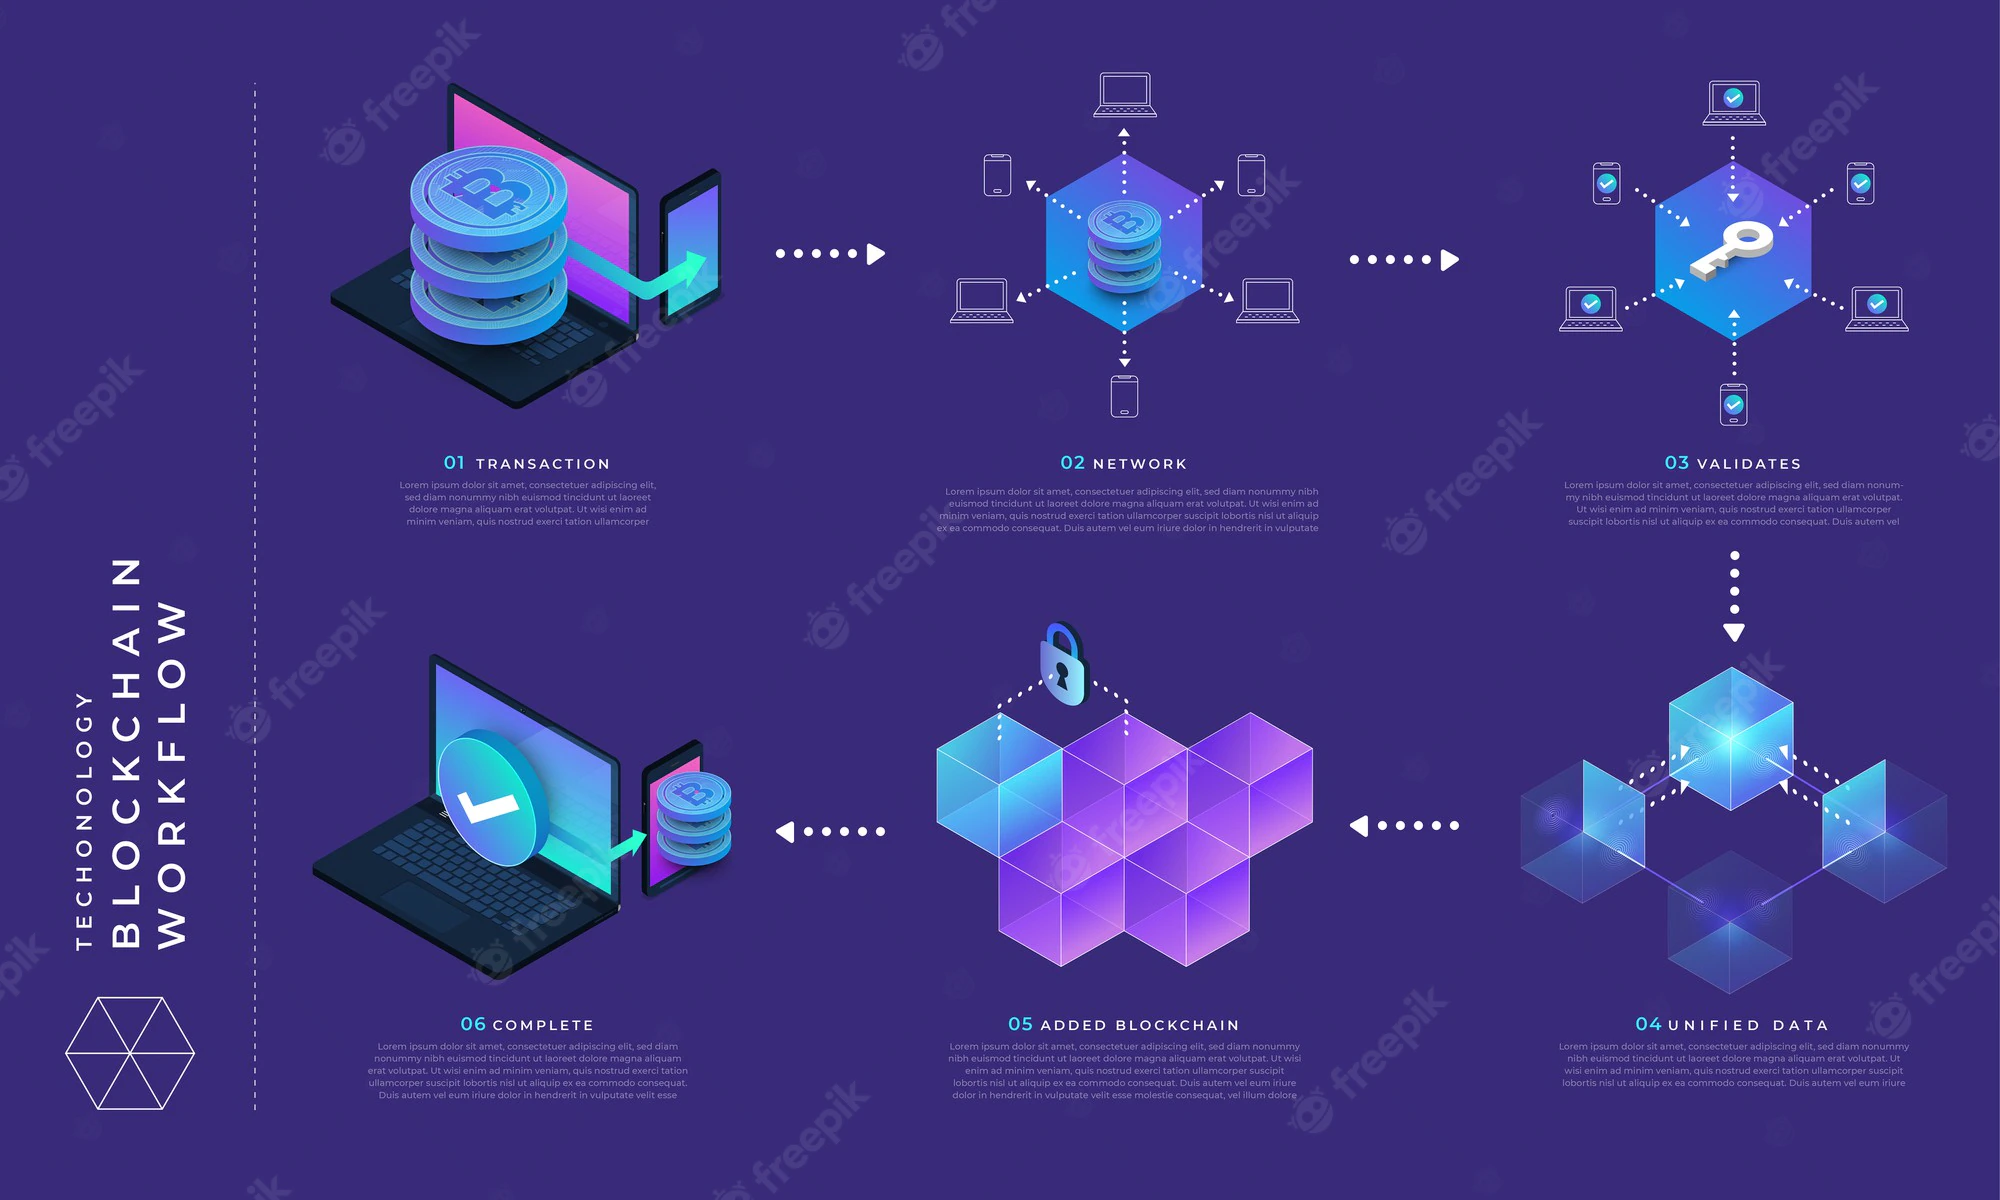 TECHONOLOGY
BLOCKCHAIN
WORKFLOW
01 TRANSACTION
Lorem ipsum dolor sit amet, consectetuer adipiscing elit,
sed diam nonummy nibh euismod tincidunt ut laoreet
dolore magna aliquam erat volutpat. Ut wisi enim ad
minim veniam, quis nostrud exerci tation ullamcorper
02 NETWORK
Lorem ipsum dolor sit amet, consectetuer adipiscing elit, sed diam nonummy nibh
euismod tincidunt ut laoreet dolore magna aliquam erat volutpat. Ut wisi enim ad
minim veniam, quis nostrud exerci tation ullamcorper suscipit lobortis nisl ut aliquip
ex ea commodo consequat. Duis autem vel eum iriure dolor in hendrerit in vulputate
03 VALIDATES
Lorem ipsum dolor sit amet, consectetuer adipiscing elit, sed diam nonum-
my nibh euismod tincidunt ut laoreet dolore magna aliquam erat volutpat.
Ut wisi enim ad minim veniam, quis nostrud exerci tation ullamcorper
suscipit lobortis nisl ut aliquip ex ea commodo consequat. Duis autem vel
06 COMPLETE
Lorem ipsum dolor sit amet, consectetuer adipiscing elit, sed diam
nonummy nibh euismod tincidunt ut laoreet dolore magna aliquam
erat volutpat. Ut wisi enim ad minim veniam, quis nostrud exerci tation
ullamcorper suscipit lobortis nisl ut aliquip ex ea commodo consequat.
Duis autem vel eum iriure dolor in hendrerit in vulputate velit esse
05 ADDED BLOCKCHAIN
Lorem ipsum dolor sit amet, consectetuer adipiscing elit, sed diam nonummy
nibh euismod tincidunt ut laoreet dolore magna aliquam erat volutpat. Ut wisi
enim ad minim veniam, quis nostrud exerci tation ullamcorper suscipit
lobortis nisl ut aliquip ex ea commodo consequat. Duis autem vel eum iriure
dolor in hendrerit in vulputate velit esse molestie consequat, vel illum dolore
04 UNIFIED DATA
Lorem ipsum dolor sit amet, consectetuer adipiscing elit, sed diam nonummy
nibh euismod tincidunt ut laoreet dolore magna aliquam erat volutpat. Ut
wisi enim ad minim veniam, quis nostrud exerci tation ullamcorper suscipit
lobortis nisl ut aliquip ex ea commodo consequat. Duis autem vel eum iriure
freepik
freepik
freepik
freepik
freepik
freepik
freepik
freepik
freepik
freepik
freepik
freepik